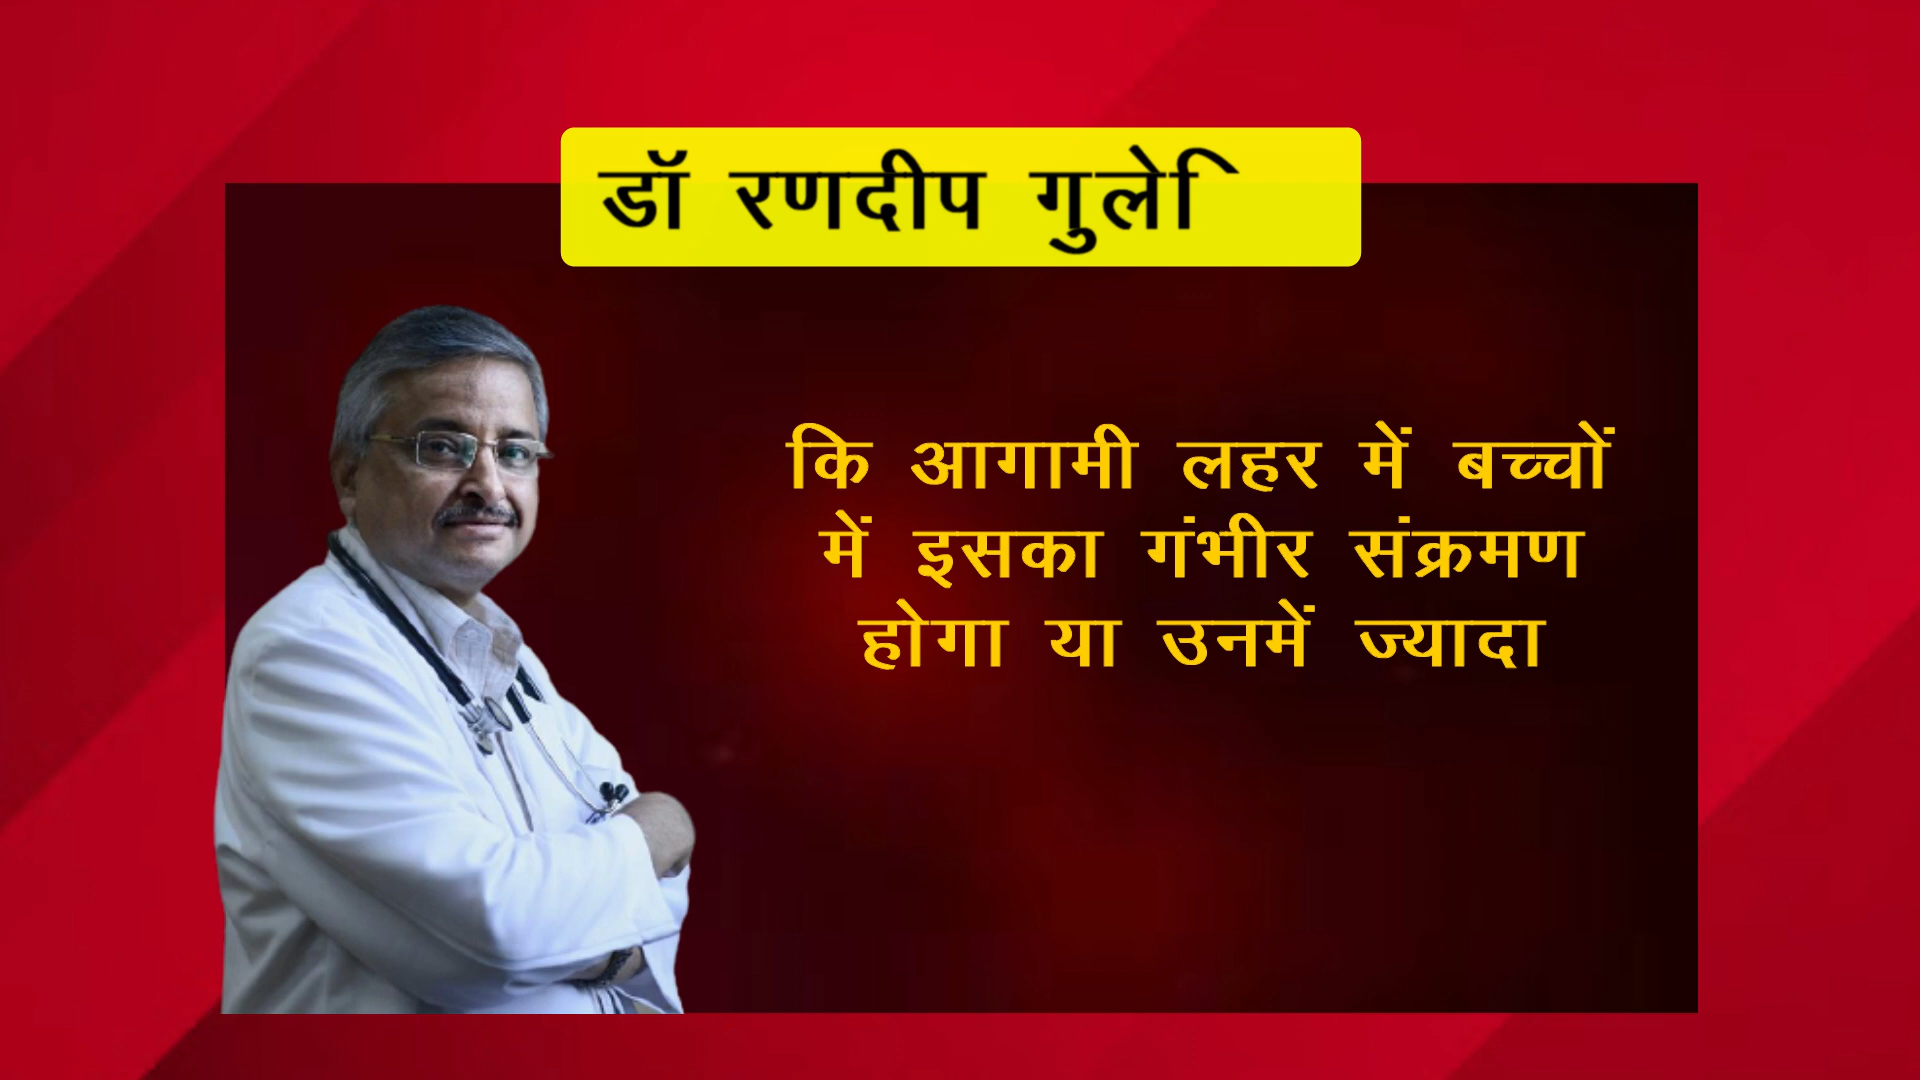 डॉ रणदीप गुलेि
कि आगामी लहर में बच्चों
में इसका गंभीर संक्रमण
होगा या उनमें ज्यादा